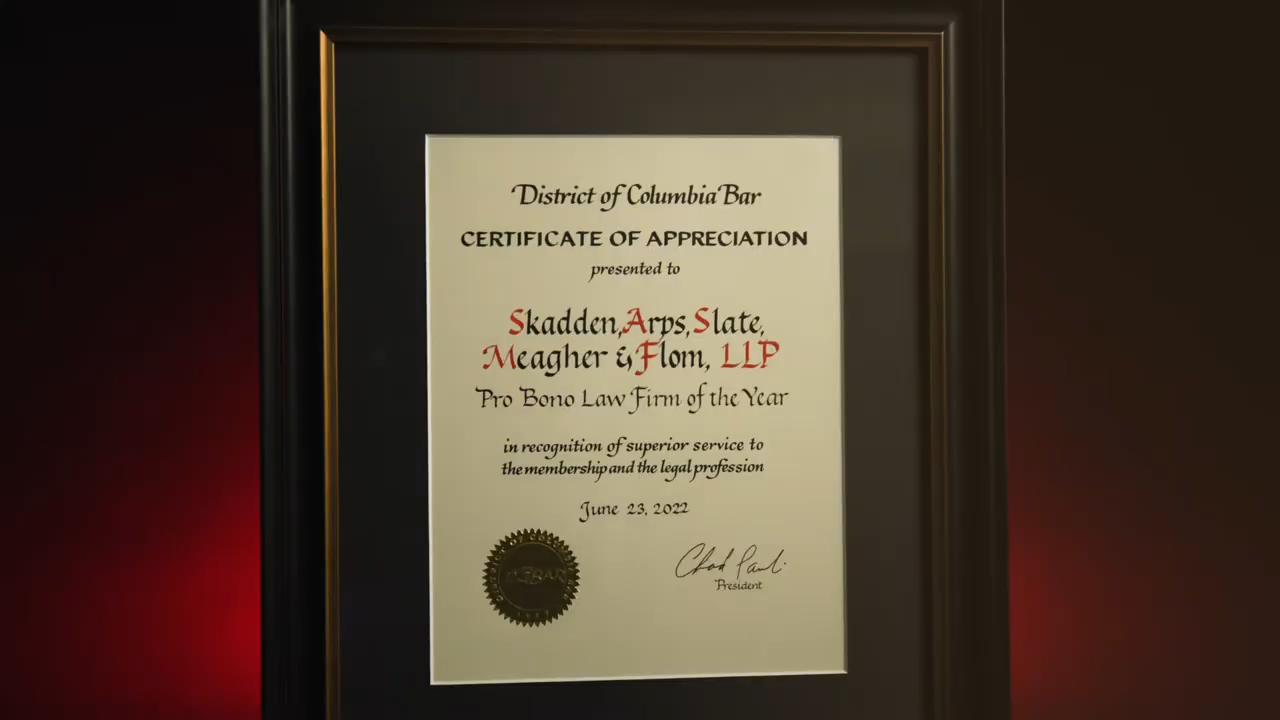 District of Columbia Bar
CERTIFICATE OF APPRECIATION
presented to
Skadden, Arps, Slate,
Meagher & Flom, LLP
Pro Bono Law Firm of the Year
in recognition of superior service to
the membership and the legal profession
June 23, 2022
President